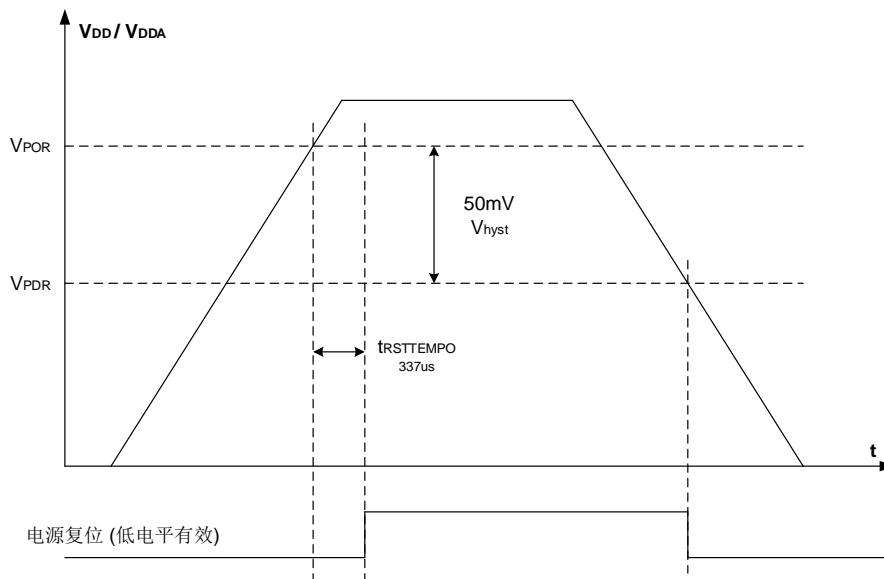 VDD / VDDA
VPOR
50mV
Vhyst
VPDR
tRSTTEMPO
337us
t
电源复位 (低电平有效)